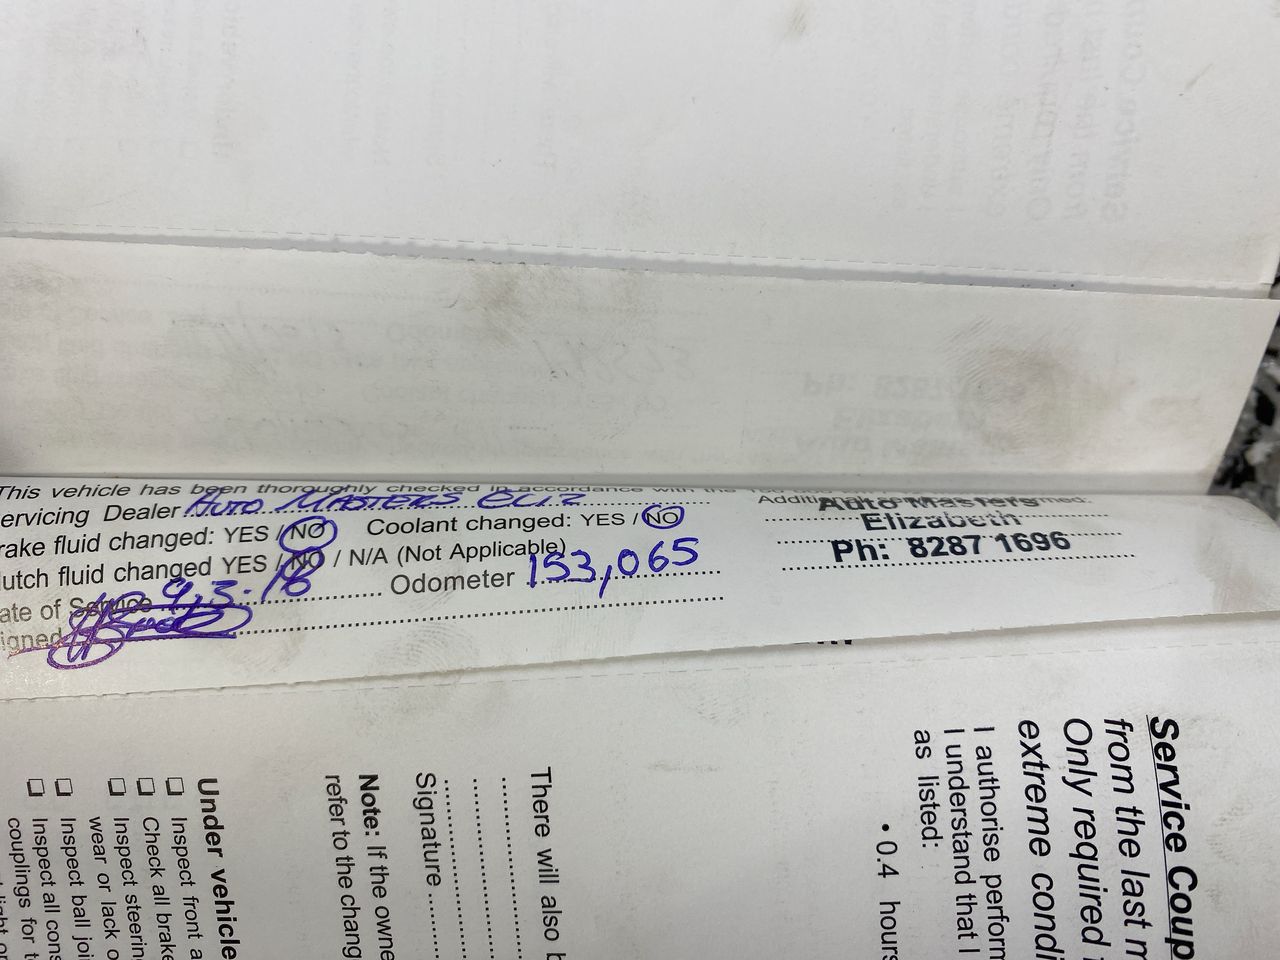 This vehicle has been thoroughly checked in accordance with the
ervicing Dealer AUTO MASTERS ELIZ
rake fluid changed: YES / NO Coolant changed: YES / NO
lutch fluid changed YES / NO / N/A (Not Applicable)
ate of Service 9.3.18 Odometer 153,065
igned
Auto Masters
Elizabeth
Ph: 8287 1696
Service Coup
from the last m
Only required
extreme condi
I authorise perform
I understand that I
as listed:
• 0.4 hours
There will also b
Signature
Note: If the owne
refer to the chang
Under vehicle
❑ Inspect front a
❑ Check all brake
❑ Inspect steerin
wear or lack o
❑ Inspect ball joi
❑ Inspect all cons
couplings for t